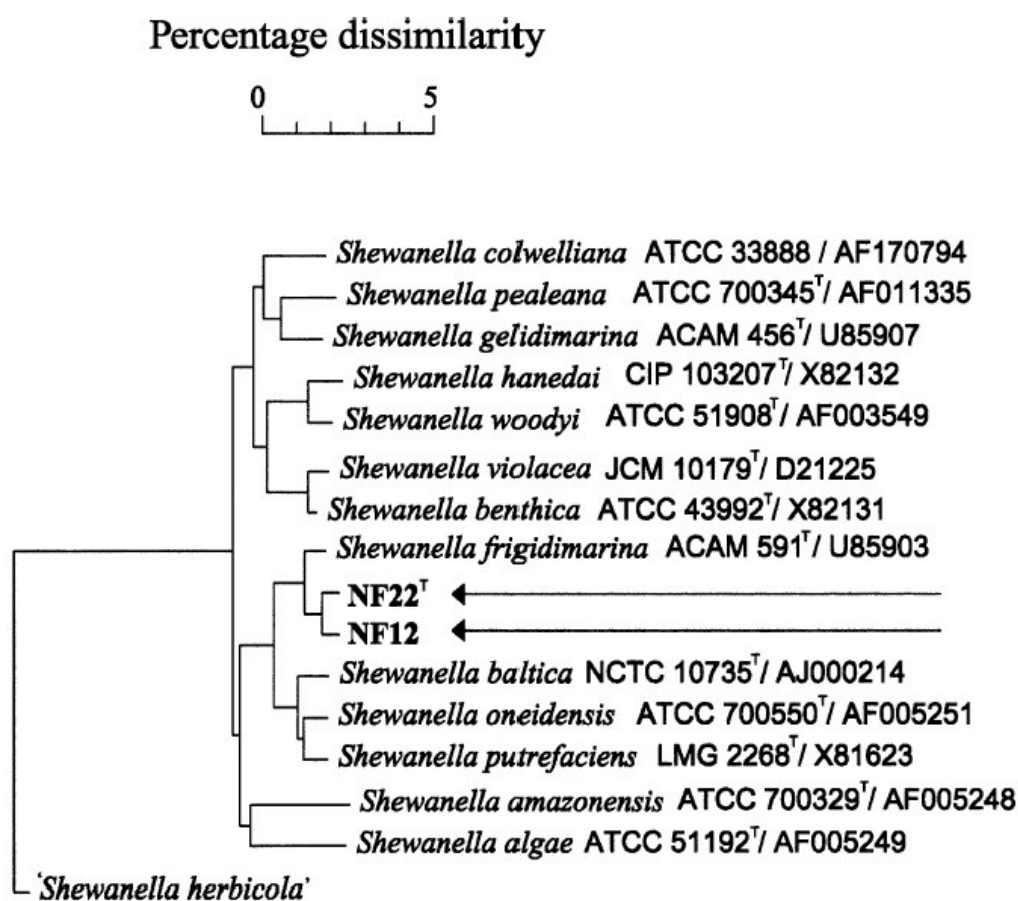 Percentage dissimilarity
0 5
Shewanella colwelliana ATCC 33888 / AF170794
Shewanella pealeana ATCC 700345ᵀ/ AF011335
Shewanella gelidimarina ACAM 456ᵀ/ U85907
Shewanella hanedai CIP 103207ᵀ/ X82132
Shewanella woodyi ATCC 51908ᵀ/ AF003549
Shewanella violacea JCM 10179ᵀ/ D21225
Shewanella benthica ATCC 43992ᵀ/ X82131
Shewanella frigidimarina ACAM 591ᵀ/ U85903
NF22ᵀ
NF12
Shewanella baltica NCTC 10735ᵀ/ AJ000214
Shewanella oneidensis ATCC 700550ᵀ/ AF005251
Shewanella putrefaciens LMG 2268ᵀ/ X81623
Shewanella amazonensis ATCC 700329ᵀ/ AF005248
Shewanella algae ATCC 51192ᵀ/ AF005249
'Shewanella herbicola'